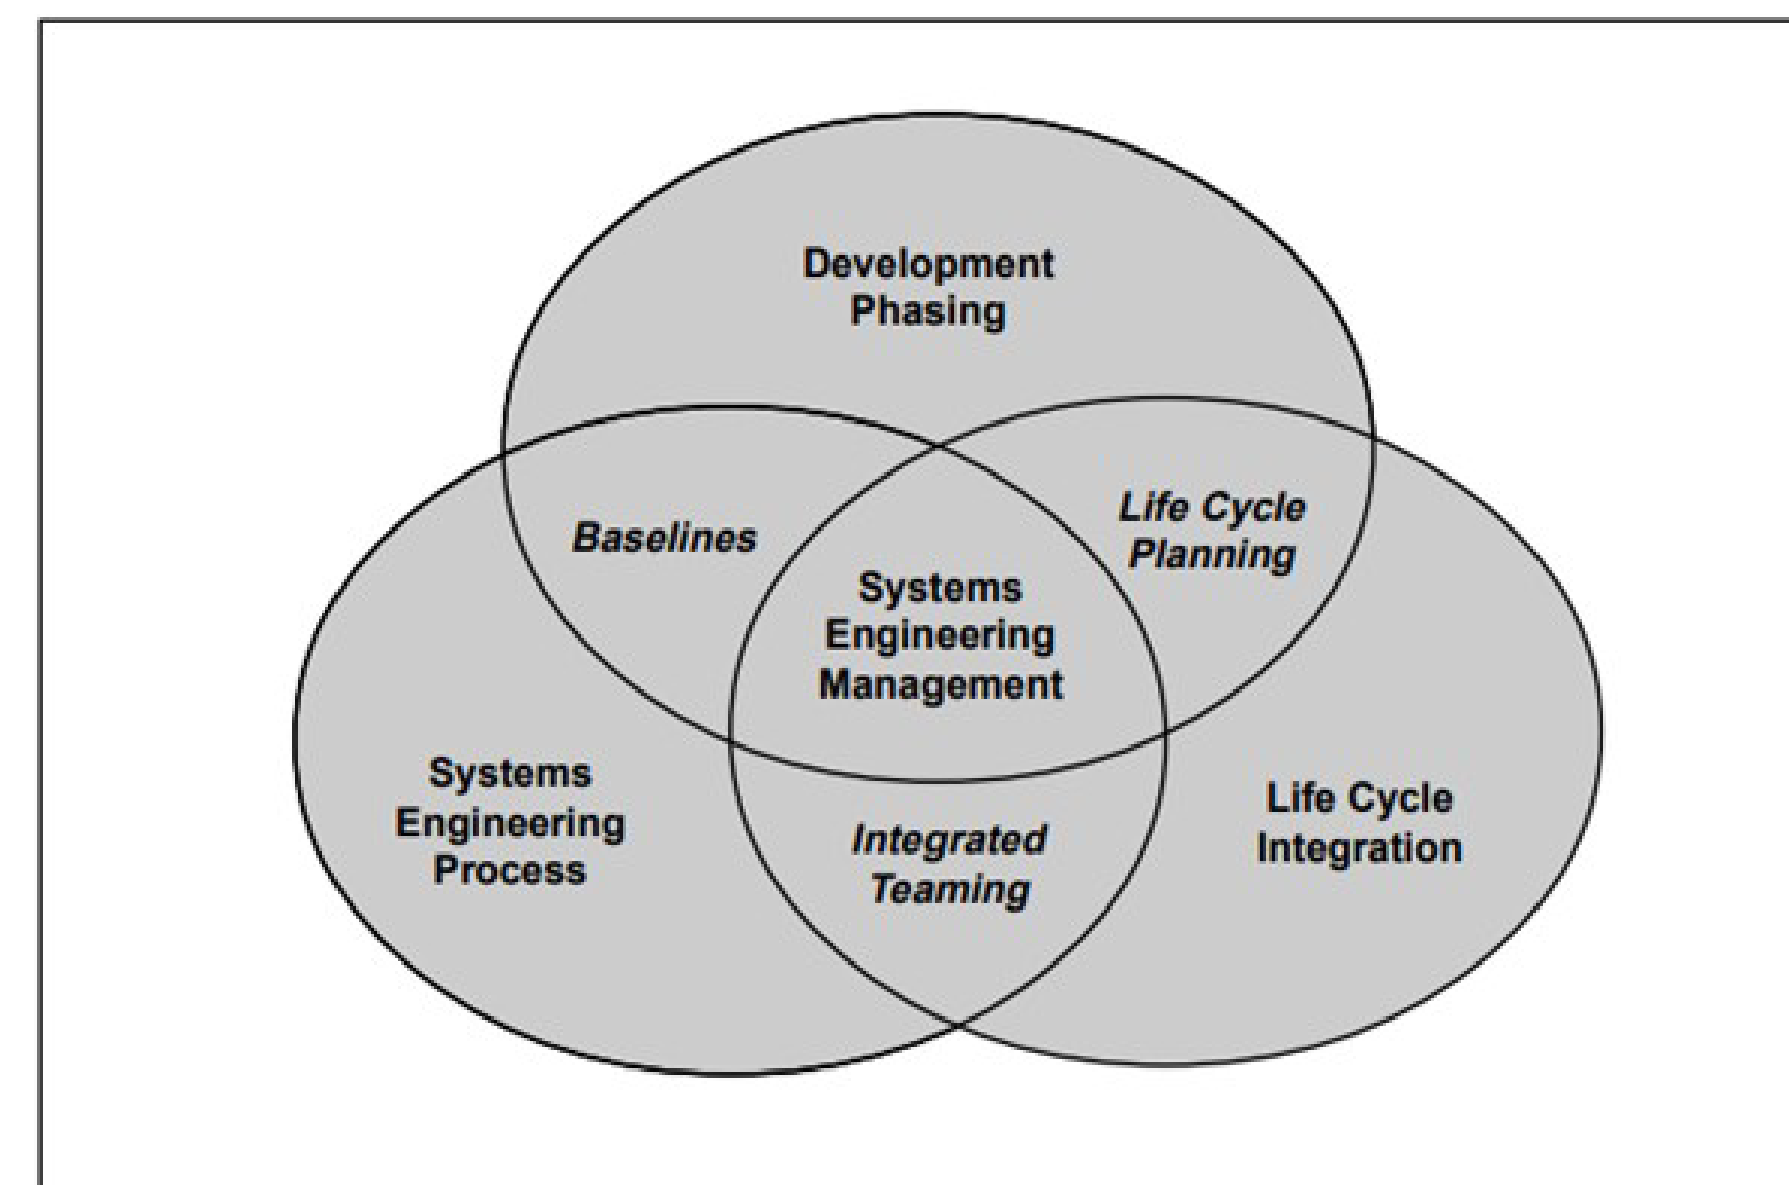 Development
Phasing
Baselines
Life Cycle
Planning
Systems
Engineering
Management
Systems
Engineering
Process
Integrated
Teaming
Life Cycle
Integration